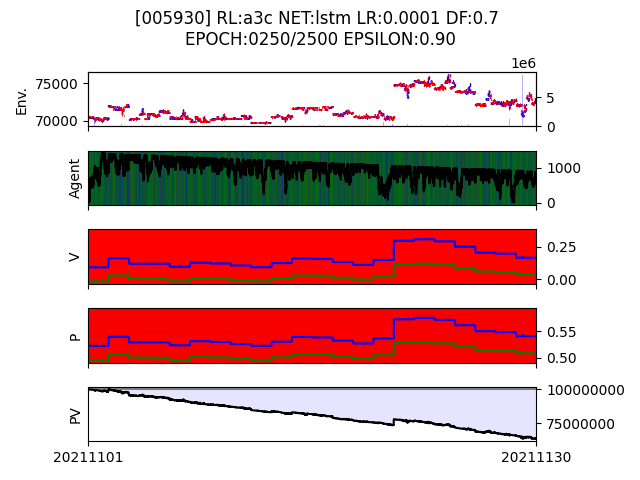 [005930] RL:a3c NET:lstm LR:0.0001 DF:0.7
EPOCH:0250/2500 EPSILON:0.90
1e6
Env.
75000
70000
5
0
Agent
1000
0
V
0.25
0.00
P
0.55
0.50
PV
100000000
75000000
20211101
20211130